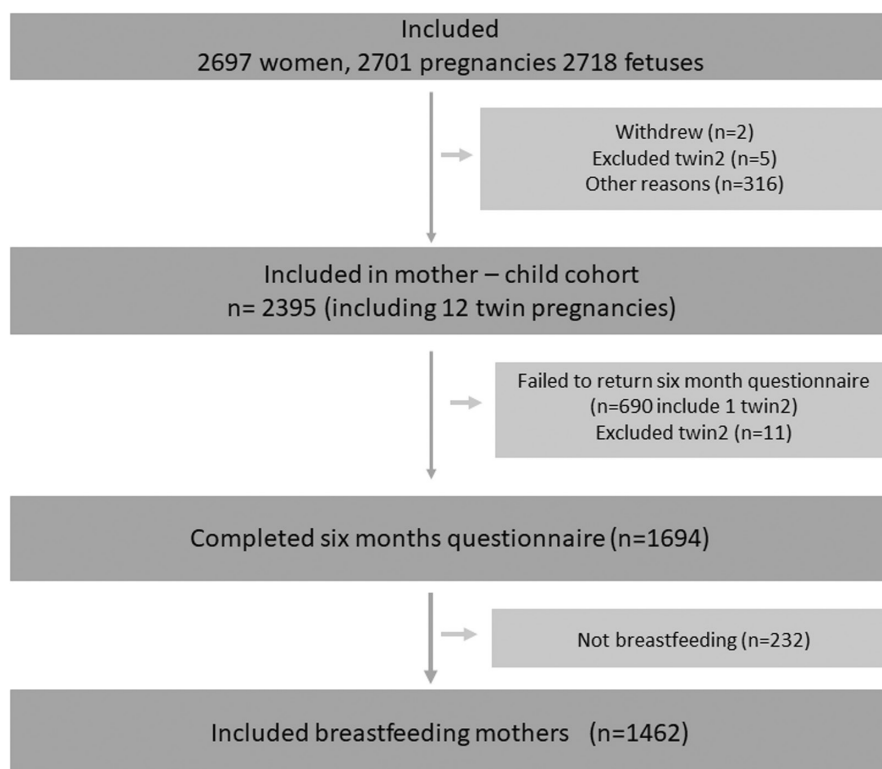 Included
2697 women, 2701 pregnancies 2718 fetuses
Withdrew (n=2)
Excluded twin2 (n=5)
Other reasons (n=316)
Included in mother – child cohort
n= 2395 (including 12 twin pregnancies)
Failed to return six month questionnaire
(n=690 include 1 twin2)
Excluded twin2 (n=11)
Completed six months questionnaire (n=1694)
Not breastfeeding (n=232)
Included breastfeeding mothers (n=1462)